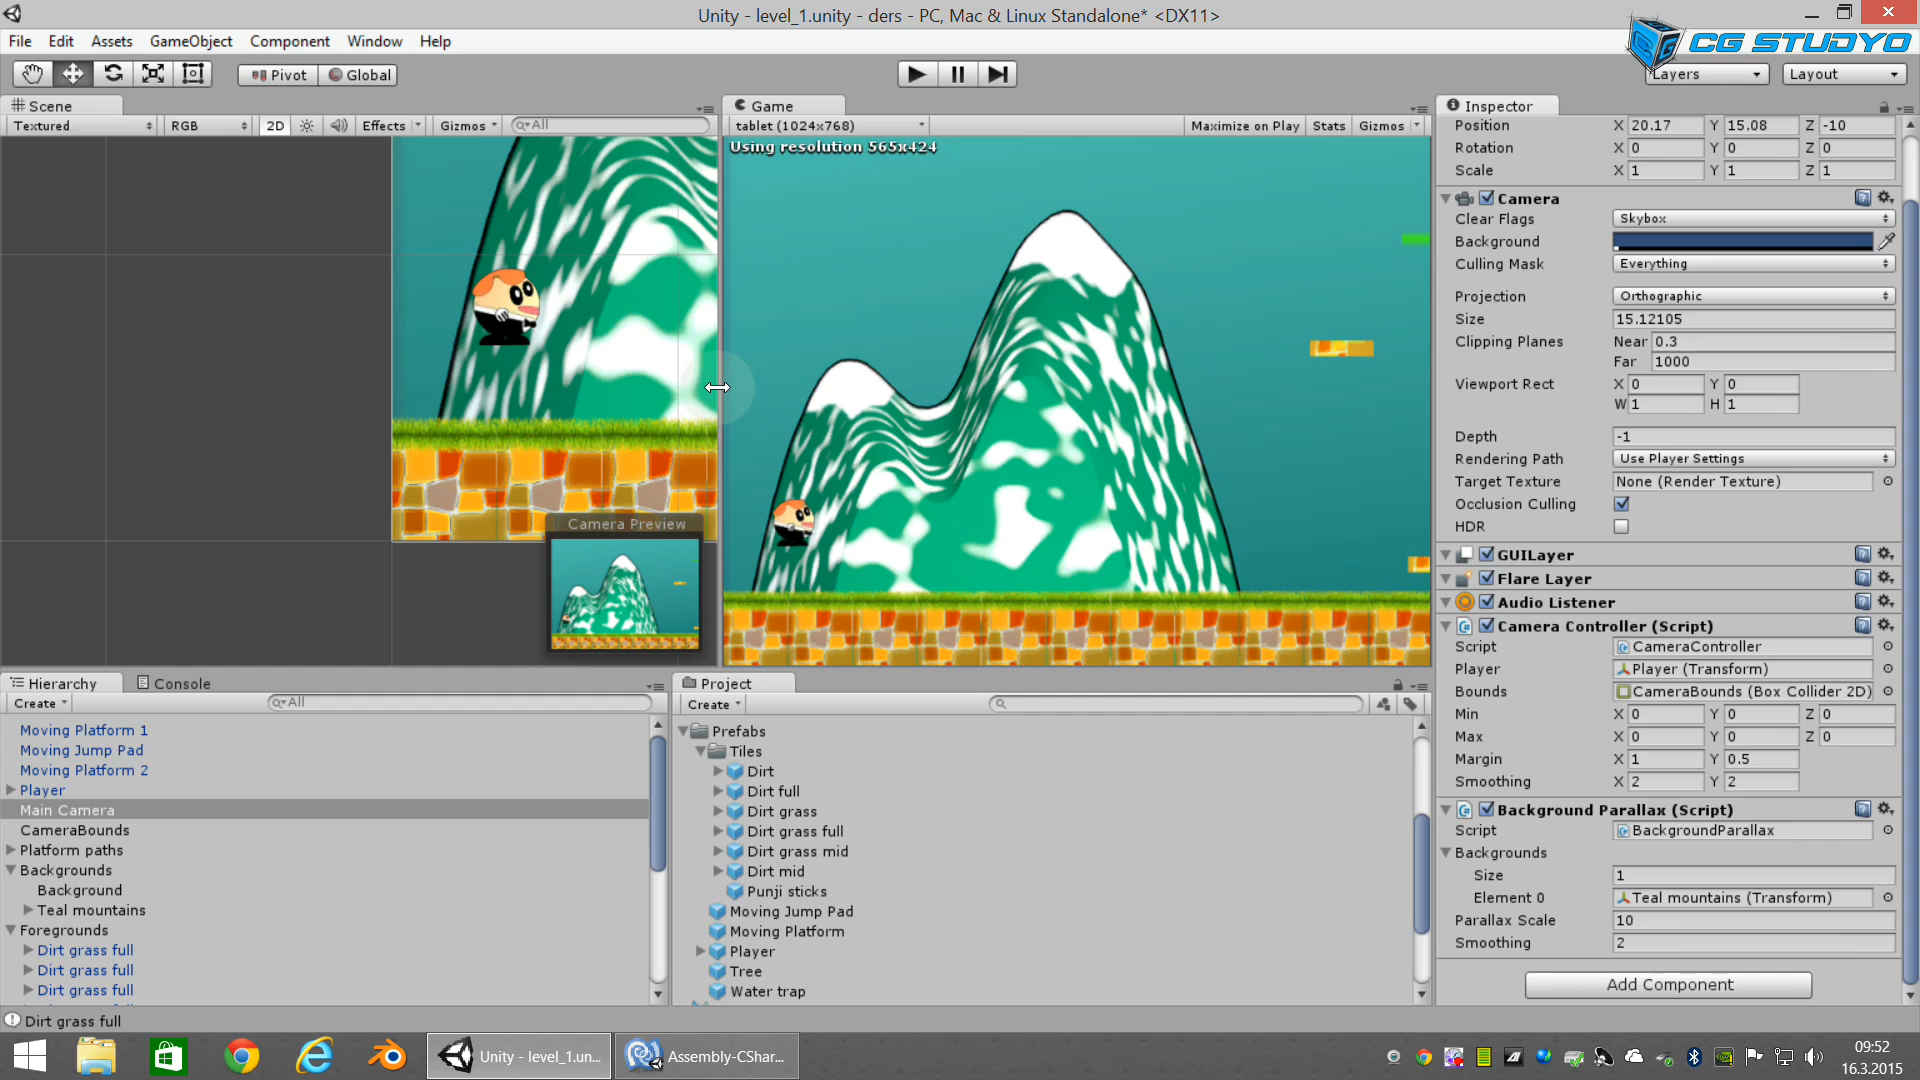 Unity - level_1.unity - ders - PC, Mac & Linux Standalone* <DX11>
File Edit Assets GameObject Component Window Help
CG STUDYO
Pivot Global
Layers Layout
Scene
Textured RGB 2D Effects Gizmos All
Game
tablet (1024x768) Maximize on Play Stats Gizmos
Using resolution 565x424
Camera Preview
Inspector
Position X 20.17 Y 15.08 Z -10
Rotation X 0 Y 0 Z 0
Scale X 1 Y 1 Z 1
Camera
Clear Flags Skybox
Background
Culling Mask Everything
Projection Orthographic
Size 15.12105
Clipping Planes Near 0.3
Far 1000
Viewport Rect X 0 Y 0
W 1 H 1
Depth -1
Rendering Path Use Player Settings
Target Texture None (Render Texture)
Occlusion Culling
HDR
GUILayer
Flare Layer
Audio Listener
Camera Controller (Script)
Script CameraController
Player Player (Transform)
Bounds CameraBounds (Box Collider 2D)
Min X 0 Y 0 Z 0
Max X 0 Y 0 Z 0
Margin X 1 Y 0.5
Smoothing X 2 Y 2
Background Parallax (Script)
Script BackgroundParallax
Backgrounds
Size 1
Element 0 Teal mountains (Transform)
Parallax Scale 10
Smoothing 2
Add Component
Hierarchy Console
Create All
Moving Platform 1
Moving Jump Pad
Moving Platform 2
Player
Main Camera
CameraBounds
Platform paths
Backgrounds
Background
Teal mountains
Foregrounds
Dirt grass full
Dirt grass full
Dirt grass full
Project
Create
Prefabs
Tiles
Dirt
Dirt full
Dirt grass
Dirt grass full
Dirt grass mid
Dirt mid
Punji sticks
Moving Jump Pad
Moving Platform
Player
Tree
Water trap
Dirt grass full
Unity - level_1.un...
Assembly-CShar...
09:52
16.3.2015